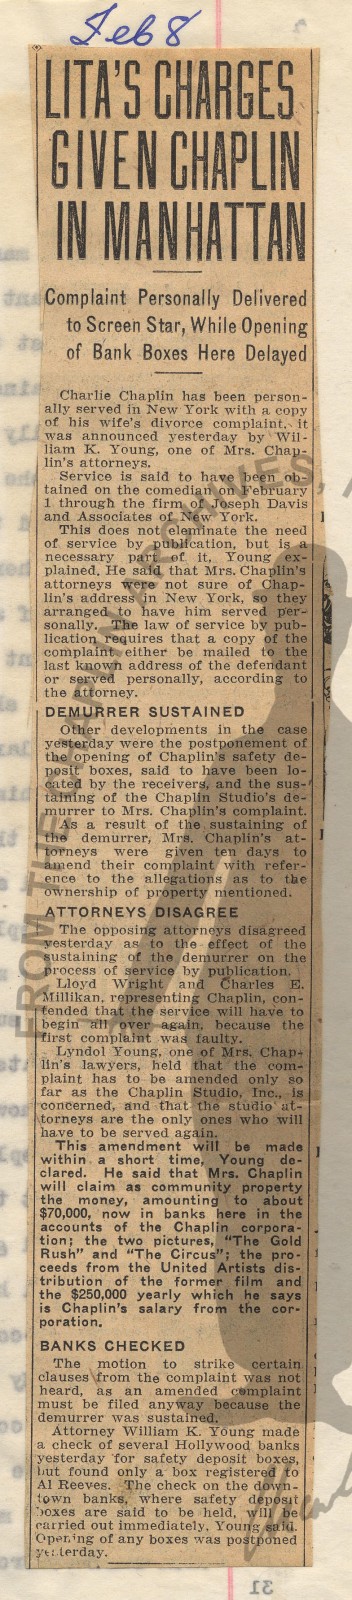 Feb 8
LITA'S CHARGES
GIVEN CHAPLIN
IN MANHATTAN
Complaint Personally Delivered
to Screen Star, While Opening
of Bank Boxes Here Delayed
Charlie Chaplin has been person-
ally served in New York with a copy
of his wife's divorce complaint, it
was announced yesterday by Wil-
liam K. Young, one of Mrs. Chap-
lin's attorneys.
Service is said to have been ob-
tained on the comedian on February
1 through the firm of Joseph Davis
and Associates of New York.
This does not eleminate the need
of service by publication, but is a
necessary part of it, Young ex-
plained. He said that Mrs. Chaplin's
attorneys were not sure of Chap-
lin's address in New York, so they
arranged to have him served per-
sonally. The law of service by pub-
lication requires that a copy of the
complaint either be mailed to the
last known address of the defendant
or served personally, according to
the attorney.
DEMURRER SUSTAINED
Other developments in the case
yesterday were the postponement of
the opening of Chaplin's safety de-
posit boxes, said to have been lo-
cated by the receivers, and the sus-
taining of the Chaplin Studio's de-
murrer to Mrs. Chaplin's complaint.
As a result of the sustaining of
the demurrer, Mrs. Chaplin's at-
torneys were given ten days to
amend their complaint with refer-
ence to the allegations as to the
ownership of property mentioned.
ATTORNEYS DISAGREE
The opposing attorneys disagreed
yesterday as to the effect of the
sustaining of the demurrer on the
process of service by publication.
Lloyd Wright and Charles E.
Millikan, representing Chaplin, con-
tended that the service will have to
begin all over again, because the
first complaint was faulty.
Lyndol Young, one of Mrs. Chap-
lin's lawyers, held that the com-
plaint has to be amended only so
far as the Chaplin Studio, Inc., is
concerned, and that the studio at-
torneys are the only ones who will
have to be served again.
This amendment will be made
within a short time, Young de-
clared. He said that Mrs. Chaplin
will claim as community property
the money, amounting to about
$70,000, now in banks here in the
accounts of the Chaplin corpora-
tion; the two pictures, "The Gold
Rush" and "The Circus"; the pro-
ceeds from the United Artists dis-
tribution of the former film and
the $250,000 yearly which he says
is Chaplin's salary from the cor-
poration.
BANKS CHECKED
The motion to strike certain
clauses from the complaint was not
heard, as an amended complaint
must be filed anyway because the
demurrer was sustained.
Attorney William K. Young made
a check of several Hollywood banks
yesterday for safety deposit boxes,
but found only a box registered to
Al Reeves. The check on the down-
town banks, where safety deposit
boxes are said to be held, will be
carried out immediately, Young said.
Opening of any boxes was postponed
yesterday.
FROM THE CHAPLIN ARCHIVES,
31